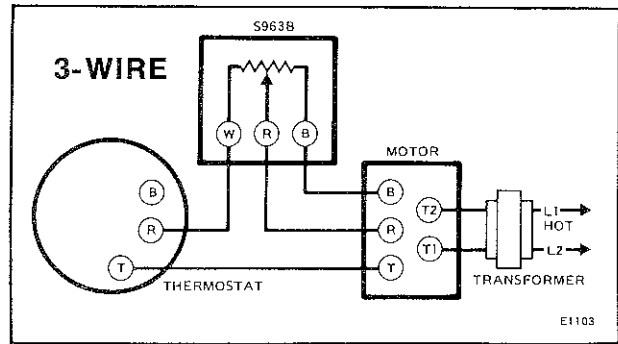 S963B
3-WIRE
W R B
MOTOR
B
R
T
THERMOSTAT
B
R
T
T2
T1
L1
HOT
L2
TRANSFORMER
E1103